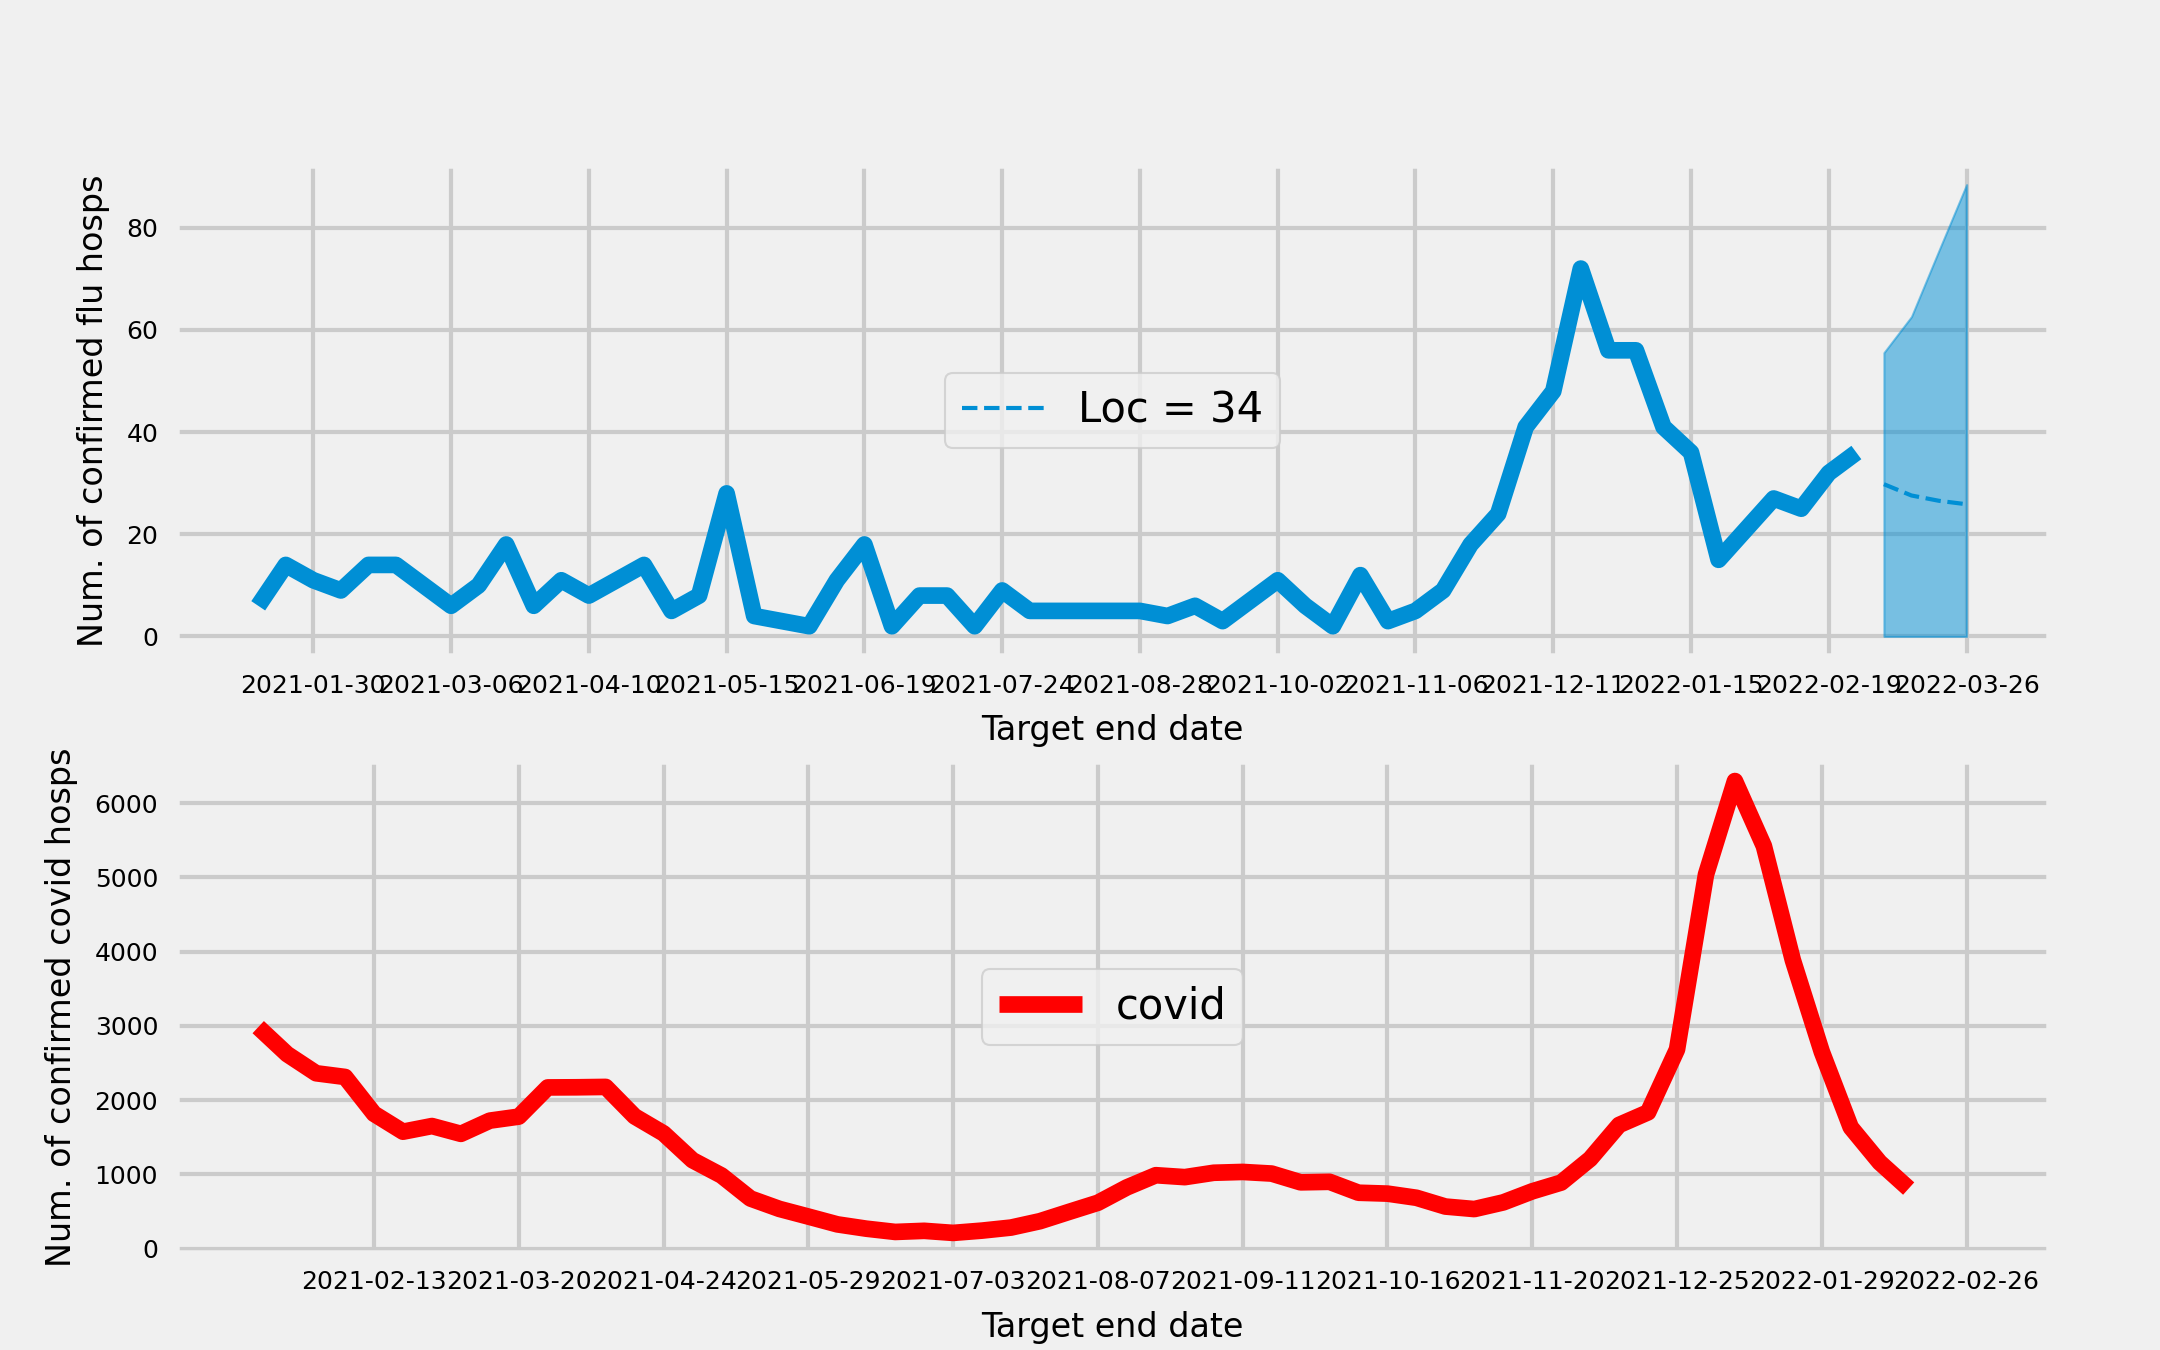 Num. of confirmed flu hosps
80
60
40
20
0
Loc = 34
2021-01-30 2021-03-06 2021-04-10 2021-05-15 2021-06-19 2021-07-24 2021-08-28 2021-10-02 2021-11-06 2021-12-11 2022-01-15 2022-02-19 2022-03-26
Target end date
Num. of confirmed covid hosps
6000
5000
4000
3000
2000
1000
0
covid
2021-02-13 2021-03-20 2021-04-24 2021-05-29 2021-07-03 2021-08-07 2021-09-11 2021-10-16 2021-11-20 2021-12-25 2022-01-29 2022-02-26
Target end date